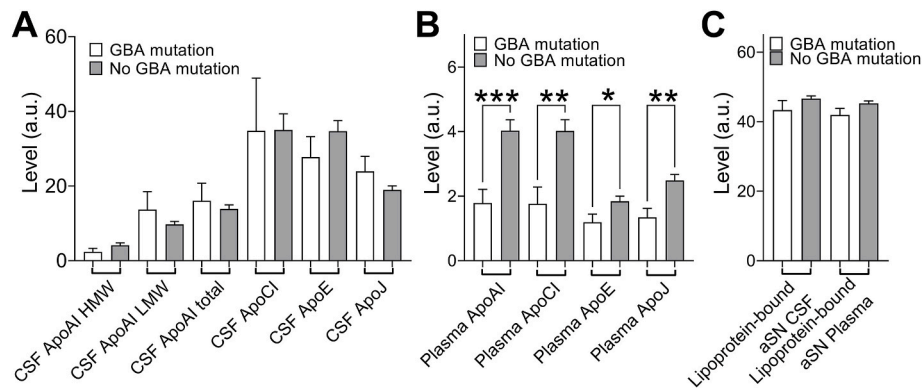 A
Level (a.u.)
60
40
20
0
GBA mutation
No GBA mutation
CSF ApoAI HMW
CSF ApoAI LMW
CSF ApoAI total
CSF ApoCI
CSF ApoE
CSF ApoJ
B
Level (a.u.)
6
4
2
0
GBA mutation
No GBA mutation
***
**
*
**
Plasma ApoAI
Plasma ApoCI
Plasma ApoE
Plasma ApoJ
C
Level (a.u.)
60
40
20
0
GBA mutation
No GBA mutation
Lipoprotein-bound
aSN CSF
Lipoprotein-bound
aSN Plasma